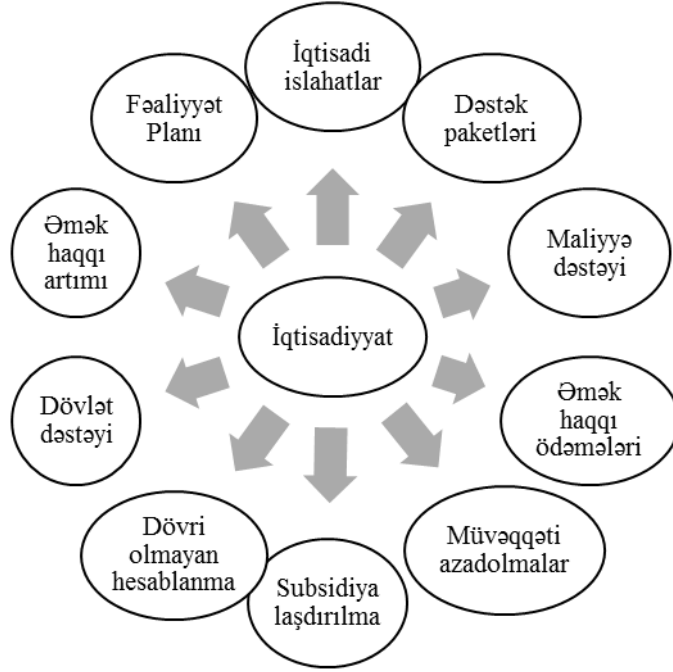 İqtisadi
islahatlar
Dəstək
paketləri
Maliyyə
dəstəyi
Əmək
haqqı
ödəmələri
Müvəqqəti
azadolmalar
Subsidiya
laşdırılma
Dövri
olmayan
hesablanma
Dövlət
dəstəyi
Əmək
haqqı
artımı
Fəaliyyət
Planı
İqtisadiyyat